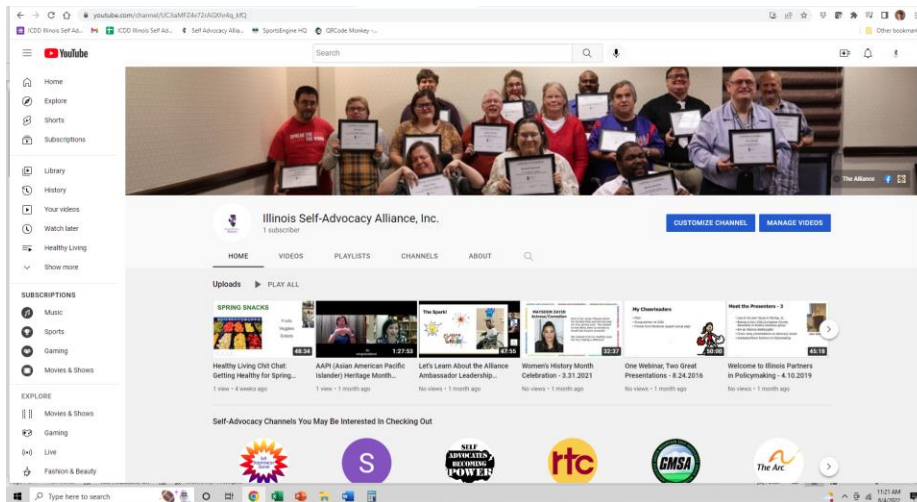 youtube.com/channel/
ICDD Illinois Self Ad...
ICDD Illinois Self Ad...
Self Advocacy Allia...
SportsEngine HQ
QRCode Monkey -...
Other bookmar
YouTube
Search
Home
Explore
Shorts
Subscriptions
Library
History
Your videos
Watch later
Healthy Living
Show more
SUBSCRIPTIONS
Music
Sports
Gaming
Movies & Shows
EXPLORE
Movies & Shows
Gaming
Live
Fashion & Beauty
The Alliance
Illinois Self-Advocacy Alliance, Inc.
1 subscriber
CUSTOMIZE CHANNEL
MANAGE VIDEOS
HOME VIDEOS PLAYLISTS CHANNELS ABOUT
Uploads PLAY ALL
SPRING SNACKS
Fruits
Veggies
48:34
Healthy Living Chit Chat:
Getting Healthy for Spring...
1 view • 4 weeks ago
1:27:53
AAPI (Asian American Pacific
Islander) Heritage Month...
1 view • 1 month ago
The Spark!
47:55
Let's Learn About the Alliance
Ambassador Leadership...
No views • 1 month ago
32:37
Women's History Month
Celebration - 3.31.2021
No views • 1 month ago
My Cheerleaders
50:00
One Webinar, Two Great
Presentations - 8.24.2016
No views • 1 month ago
Meet the Presenters - 3
45:18
Welcome to Illinois Partners
in Policymaking - 4.10.2019
No views • 1 month ago
Self-Advocacy Channels You May Be Interested In Checking Out
S
SELF
ADVOCATES
BECOMING
POWER
rtc
GMSA
The Arc
Type here to search
11:21 AM